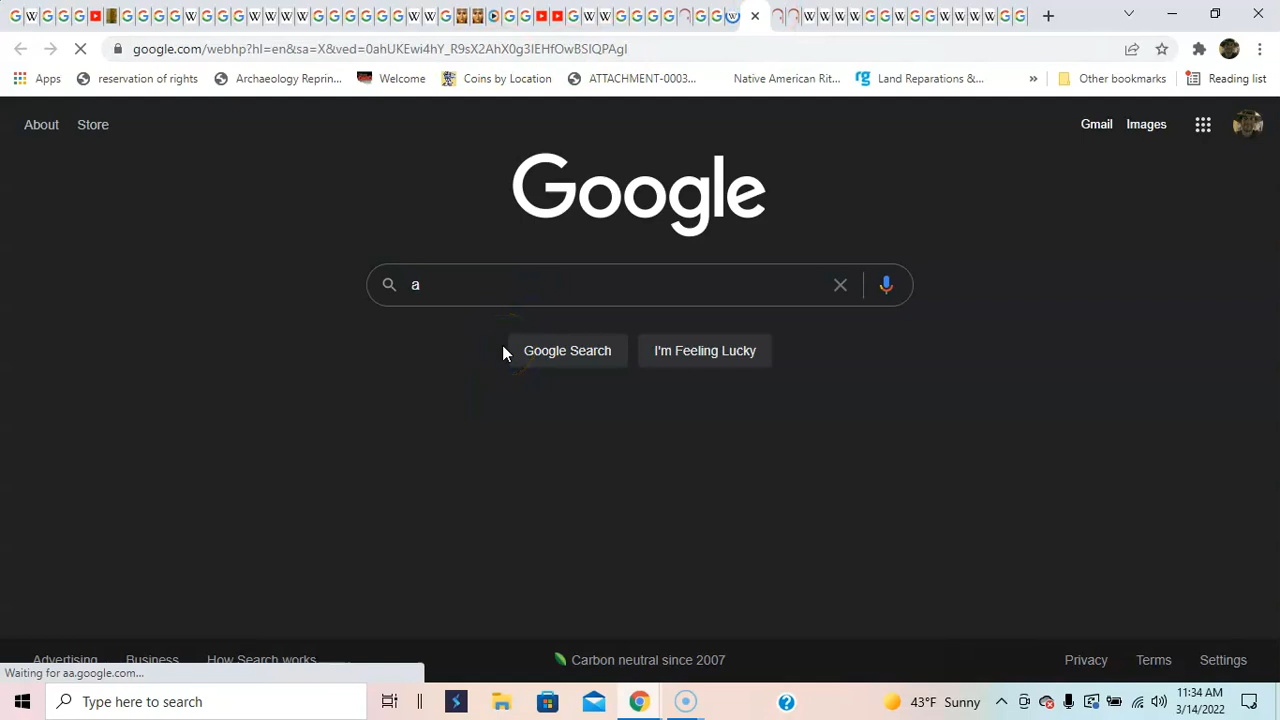 google.com/webhp?hl=en&sa=X&ved=0ahUKEwi4hY_R9sX2AhX0g3IEHfOwBSIQPAgI
Apps reservation of rights Archaeology Reprin... Welcome Coins by Location ATTACHMENT-0003... Native American Rit... Land Reparations &... » Other bookmarks Reading list
About Store Gmail Images
Google
a
Google Search I'm Feeling Lucky
Advertising Business How Search works Carbon neutral since 2007 Privacy Terms Settings
Waiting for aa.google.com...
Type here to search 43°F Sunny 11:34 AM
3/14/2022